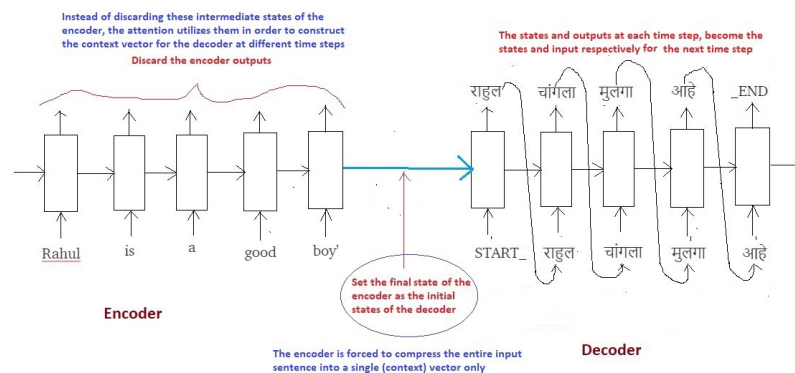 Instead of discarding these intermediate states of the
encoder, the attention utilizes them in order to construct
the context vector for the decoder at different time steps
Discard the encoder outputs
The states and outputs at each time step, become the
states and input respectively for the next time step
राहुल चांगला मुलगा आहे _END
Rahul is a good boy'
START_ राहुल चांगला मुलगा आहे
Set the final state of the
encoder as the initial
states of the decoder
Encoder
Decoder
The encoder is forced to compress the entire input
sentence into a single (context) vector only